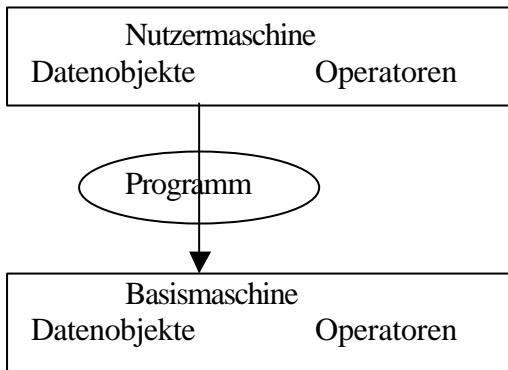 Nutzermaschine
Datenobjekte Operatoren
Programm
Basismaschine
Datenobjekte Operatoren